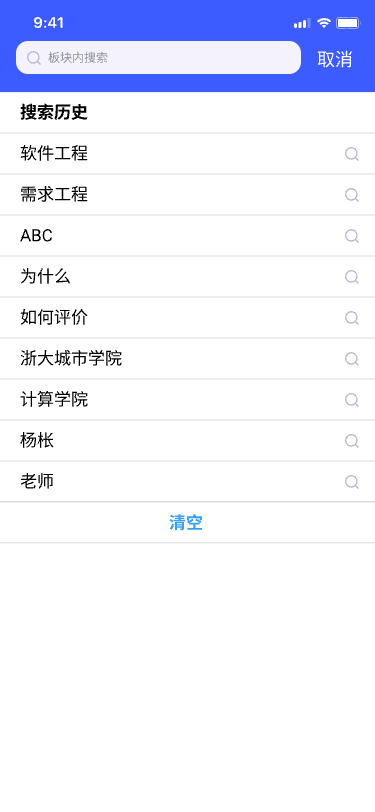 9:41
板块内搜索
取消
搜索历史
软件工程
需求工程
ABC
为什么
如何评价
浙大城市学院
计算学院
杨枨
老师
清空